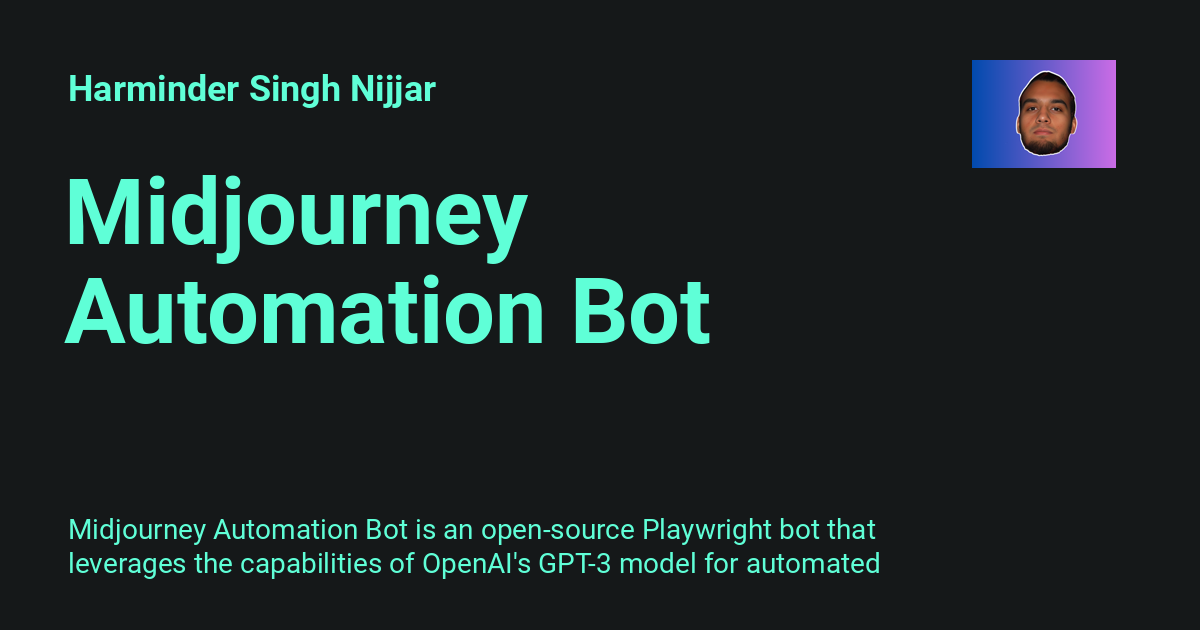 Harminder Singh Nijjar
Midjourney
Automation Bot
Midjourney Automation Bot is an open-source Playwright bot that
leverages the capabilities of OpenAI's GPT-3 model for automated